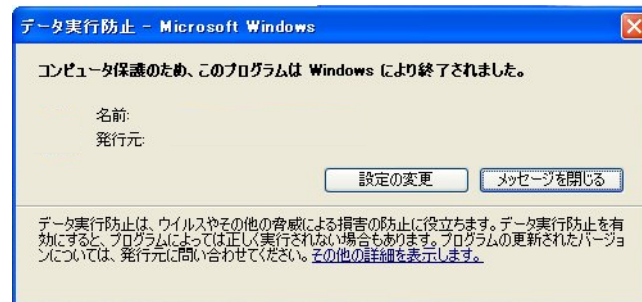 データ実行防止 - Microsoft Windows
コンピュータ保護のため、このプログラムは Windows により終了されました。
名前:
発行元:
設定の変更
メッセージを閉じる
データ実行防止は、ウイルスやその他の脅威による損害の防止に役立ちます。データ実行防止を有
効にすると、プログラムによっては正しく実行されない場合もあります。プログラムの更新されたバージョ
ンについては、発行元に問い合わせてください。その他の詳細を表示します。